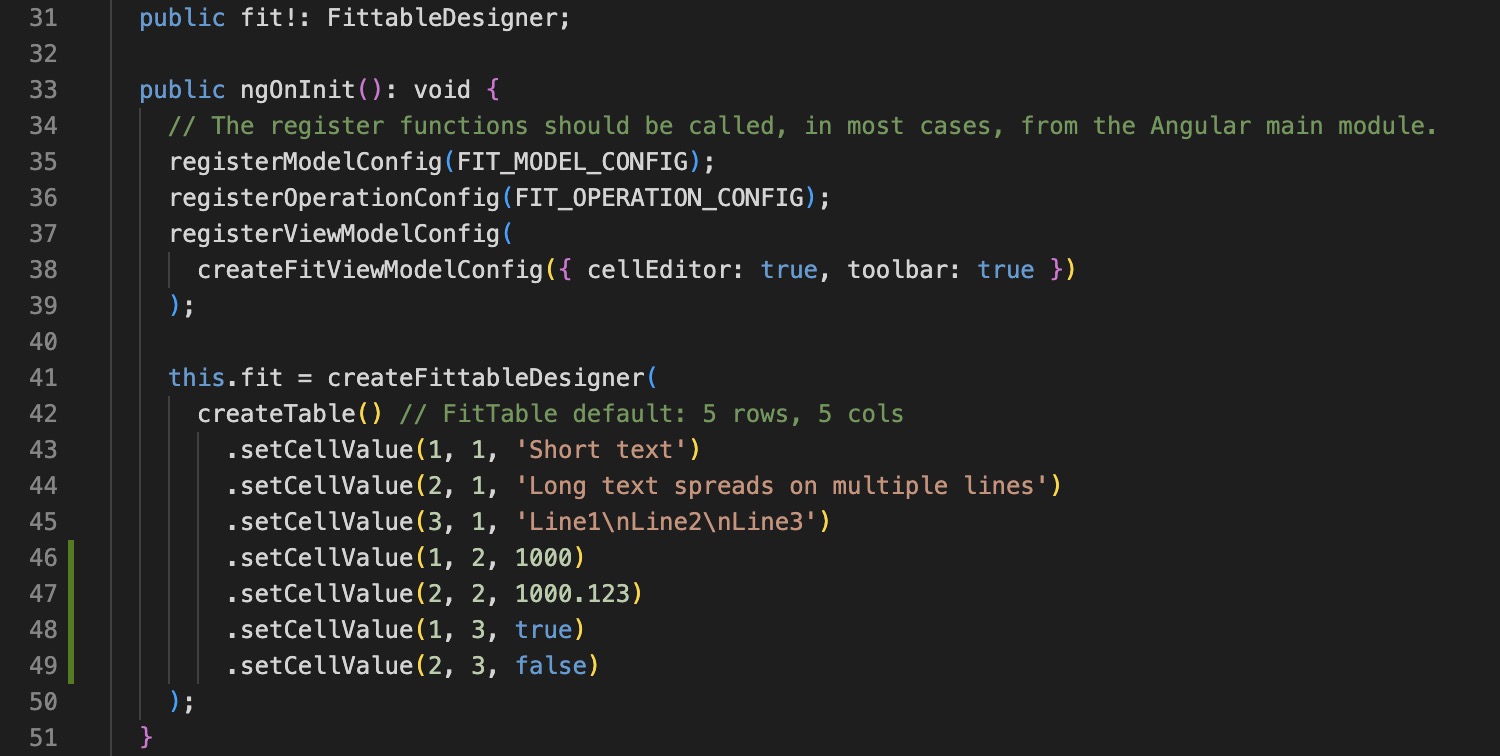 31 public fit!: FittableDesigner;
32
33 public ngOnInit(): void {
34 // The register functions should be called, in most cases, from the Angular main module.
35 registerModelConfig(FIT_MODEL_CONFIG);
36 registerOperationConfig(FIT_OPERATION_CONFIG);
37 registerViewModelConfig(
38 createFitViewModelConfig({ cellEditor: true, toolbar: true })
39 );
40
41 this.fit = createFittableDesigner(
42 createTable() // FitTable default: 5 rows, 5 cols
43 .setCellValue(1, 1, 'Short text')
44 .setCellValue(2, 1, 'Long text spreads on multiple lines')
45 .setCellValue(3, 1, 'Line1\nLine2\nLine3')
46 .setCellValue(1, 2, 1000)
47 .setCellValue(2, 2, 1000.123)
48 .setCellValue(1, 3, true)
49 .setCellValue(2, 3, false)
50 );
51 }